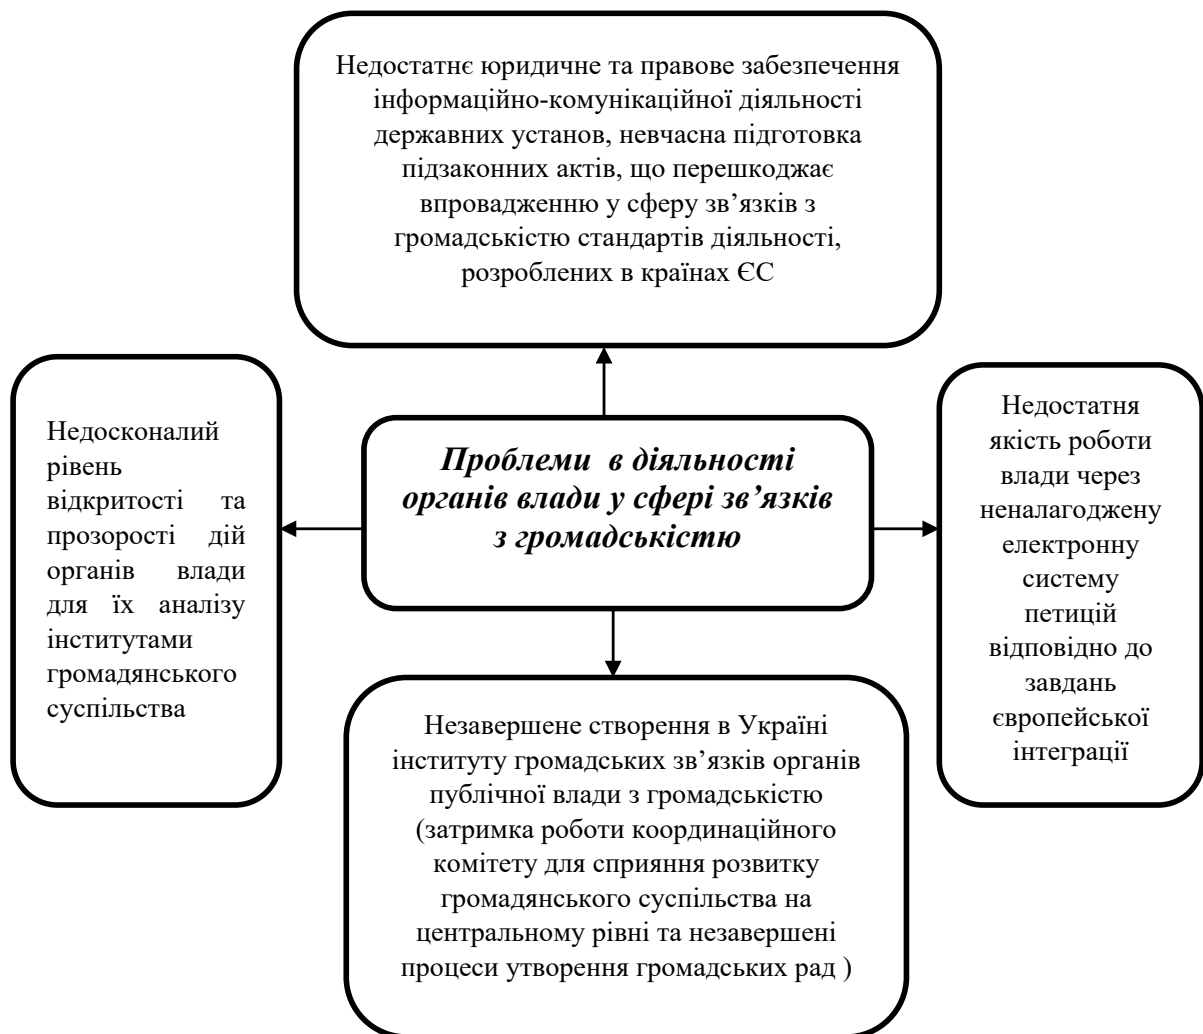 Недостатнє юридичне та правове забезпечення
інформаційно-комунікаційної діяльності
державних установ, невчасна підготовка
підзаконних актів, що перешкоджає
впровадженню у сферу зв’язків з
громадськістю стандартів діяльності,
розроблених в країнах ЄС
Недосконалий
рівень
відкритості та
прозорості дій
органів влади
для їх аналізу
інститутами
громадянського
суспільства
Проблеми в діяльності
органів влади у сфері зв’язків
з громадськістю
Недостатня
якість роботи
влади через
неналагоджену
електронну
систему
петицій
відповідно до
завдань
європейської
інтеграції
Незавершене створення в Україні
інституту громадських зв’язків органів
публічної влади з громадськістю
(затримка роботи координаційного
комітету для сприяння розвитку
громадянського суспільства на
центральному рівні та незавершені
процеси утворення громадських рад )